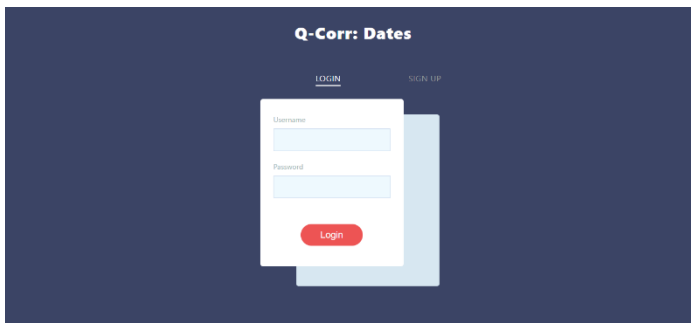 Q-Corr: Dates
LOGIN SIGN UP
Username
Password
Login